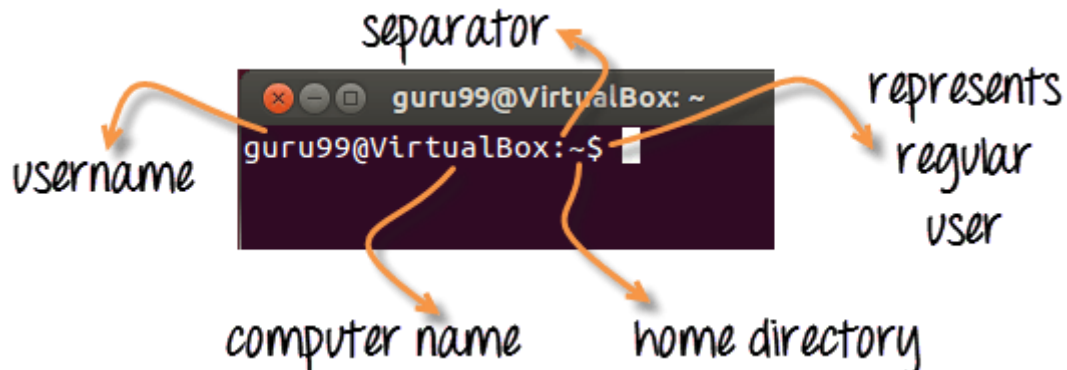 separator
guru99@VirtualBox: ~
represents
regular
user
username
guru99@VirtualBox:~$
computer name
home directory